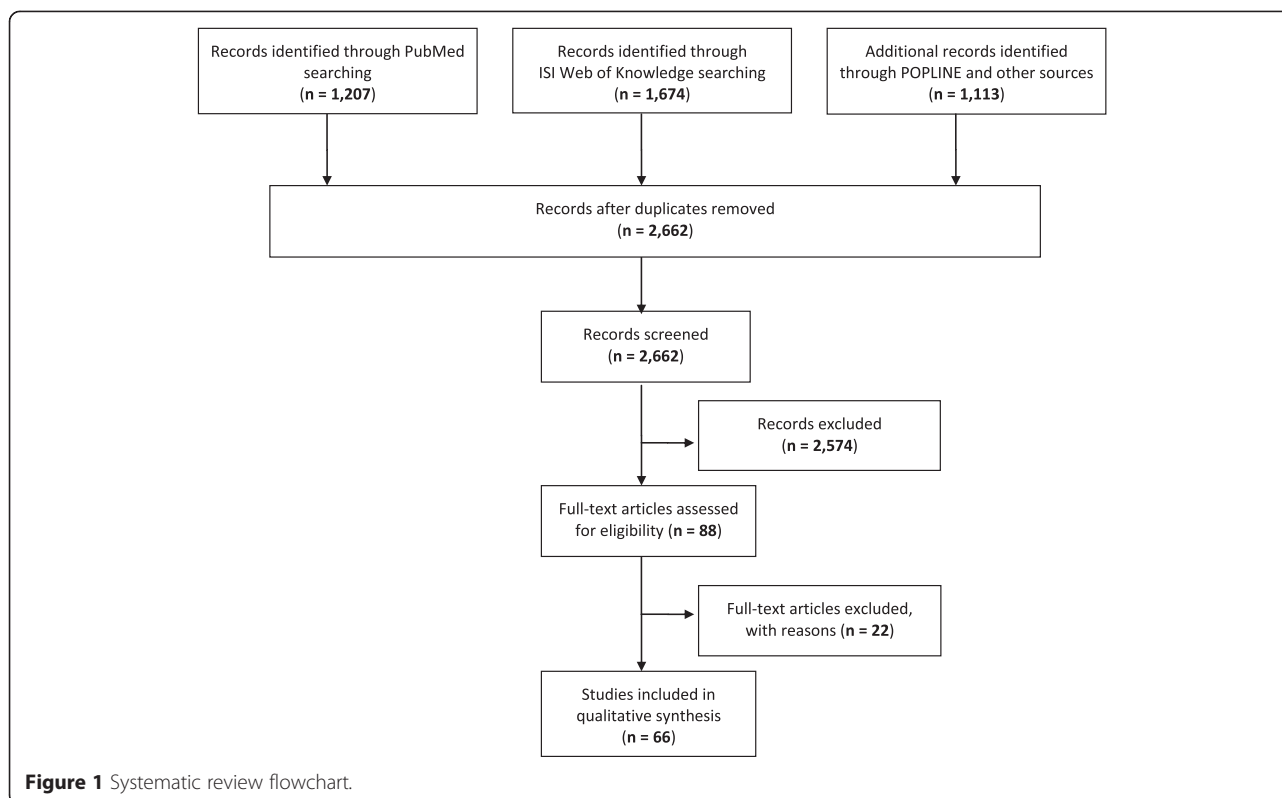 Records identified through PubMed
searching
(n = 1,207)
Records identified through
ISI Web of Knowledge searching
(n = 1,674)
Additional records identified
through POPLINE and other sources
(n = 1,113)
Records after duplicates removed
(n = 2,662)
Records screened
(n = 2,662)
Records excluded
(n = 2,574)
Full-text articles assessed
for eligibility (n = 88)
Full-text articles excluded,
with reasons (n = 22)
Studies included in
qualitative synthesis
(n = 66)
Figure 1 Systematic review flowchart.